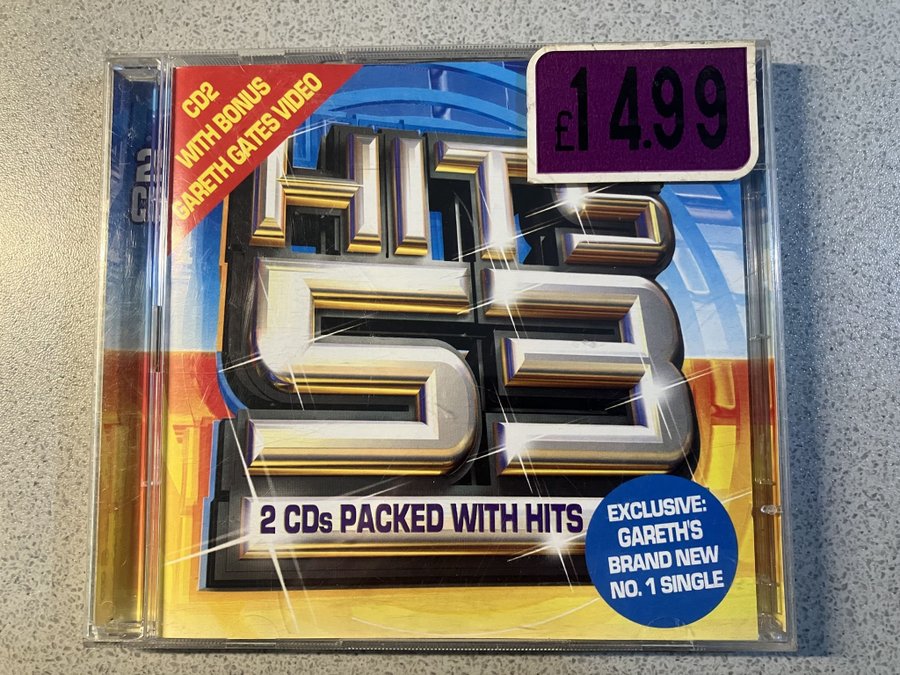 CD2
WITH BONUS
GARETH GATES VIDEO
£14.99
HITS
53
2 CDs PACKED WITH HITS
EXCLUSIVE:
GARETH'S
BRAND NEW
NO. 1 SINGLE